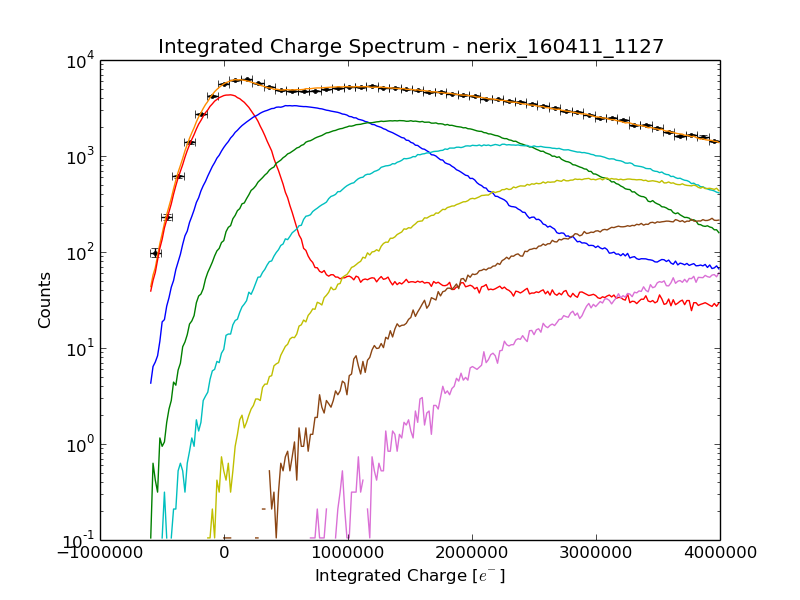 Integrated Charge Spectrum - nerix_160411_1127
10^4
10^3
10^2
10^1
10^0
10^-1
Counts
−1000000 0 1000000 2000000 3000000 4000000
Integrated Charge [e^-]